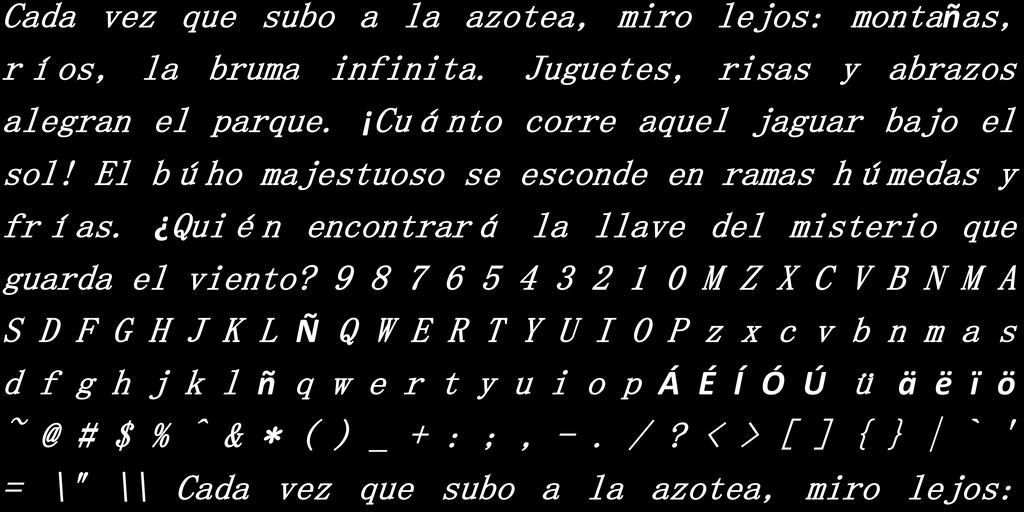 Cada vez que subo a la azotea, miro lejos: montañas,
ríos, la bruma infinita. Juguetes, risas y abrazos
alegran el parque. ¡Cuánto corre aquel jaguar bajo el
sol! El búho majestuoso se esconde en ramas húmedas y
frías. ¿Quién encontrará la llave del misterio que
guarda el viento? 9 8 7 6 5 4 3 2 1 0 M Z X C V B N M A
S D F G H J K L Ñ Q W E R T Y U I O P z x c v b n m a s
d f g h j k l ñ q w e r t y u i o p Á É Í Ó Ú ü ä ë ï ö
~ @ # $ % ^ & * ( ) _ + : ; , - . / ? < > [ ] { } | ` '
= \" \\ Cada vez que subo a la azotea, miro lejos: